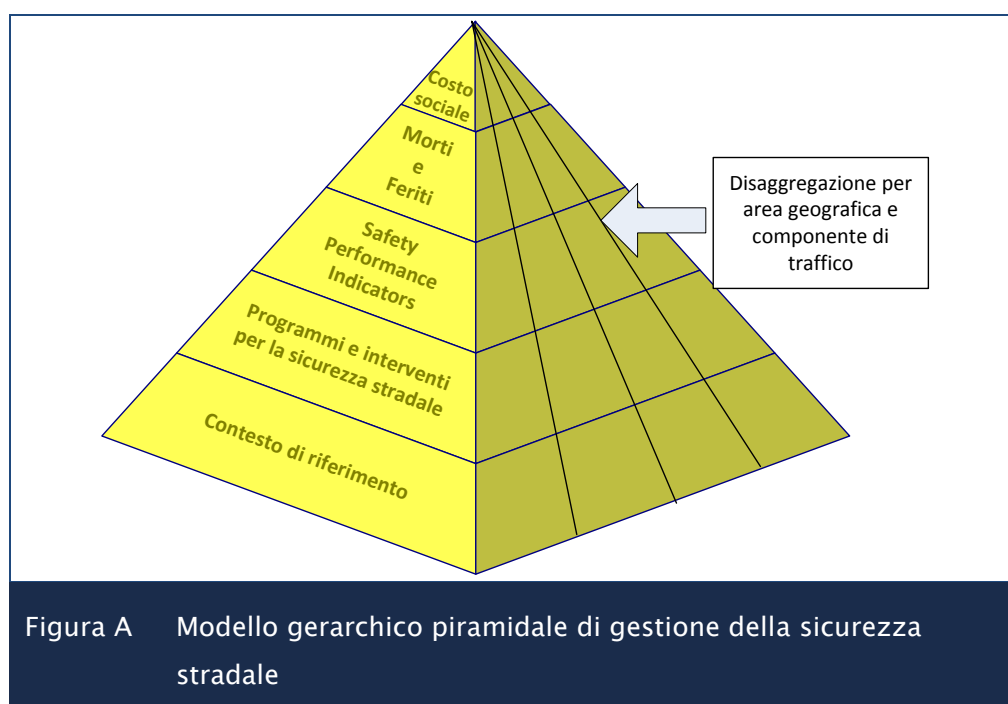 Costo
sociale
Morti
e
Feriti
Safety
Performance
Indicators
Programmi e interventi
per la sicurezza stradale
Contesto di riferimento
Disaggregazione per
area geografica e
componente di
traffico
Figura A Modello gerarchico piramidale di gestione della sicurezza
stradale